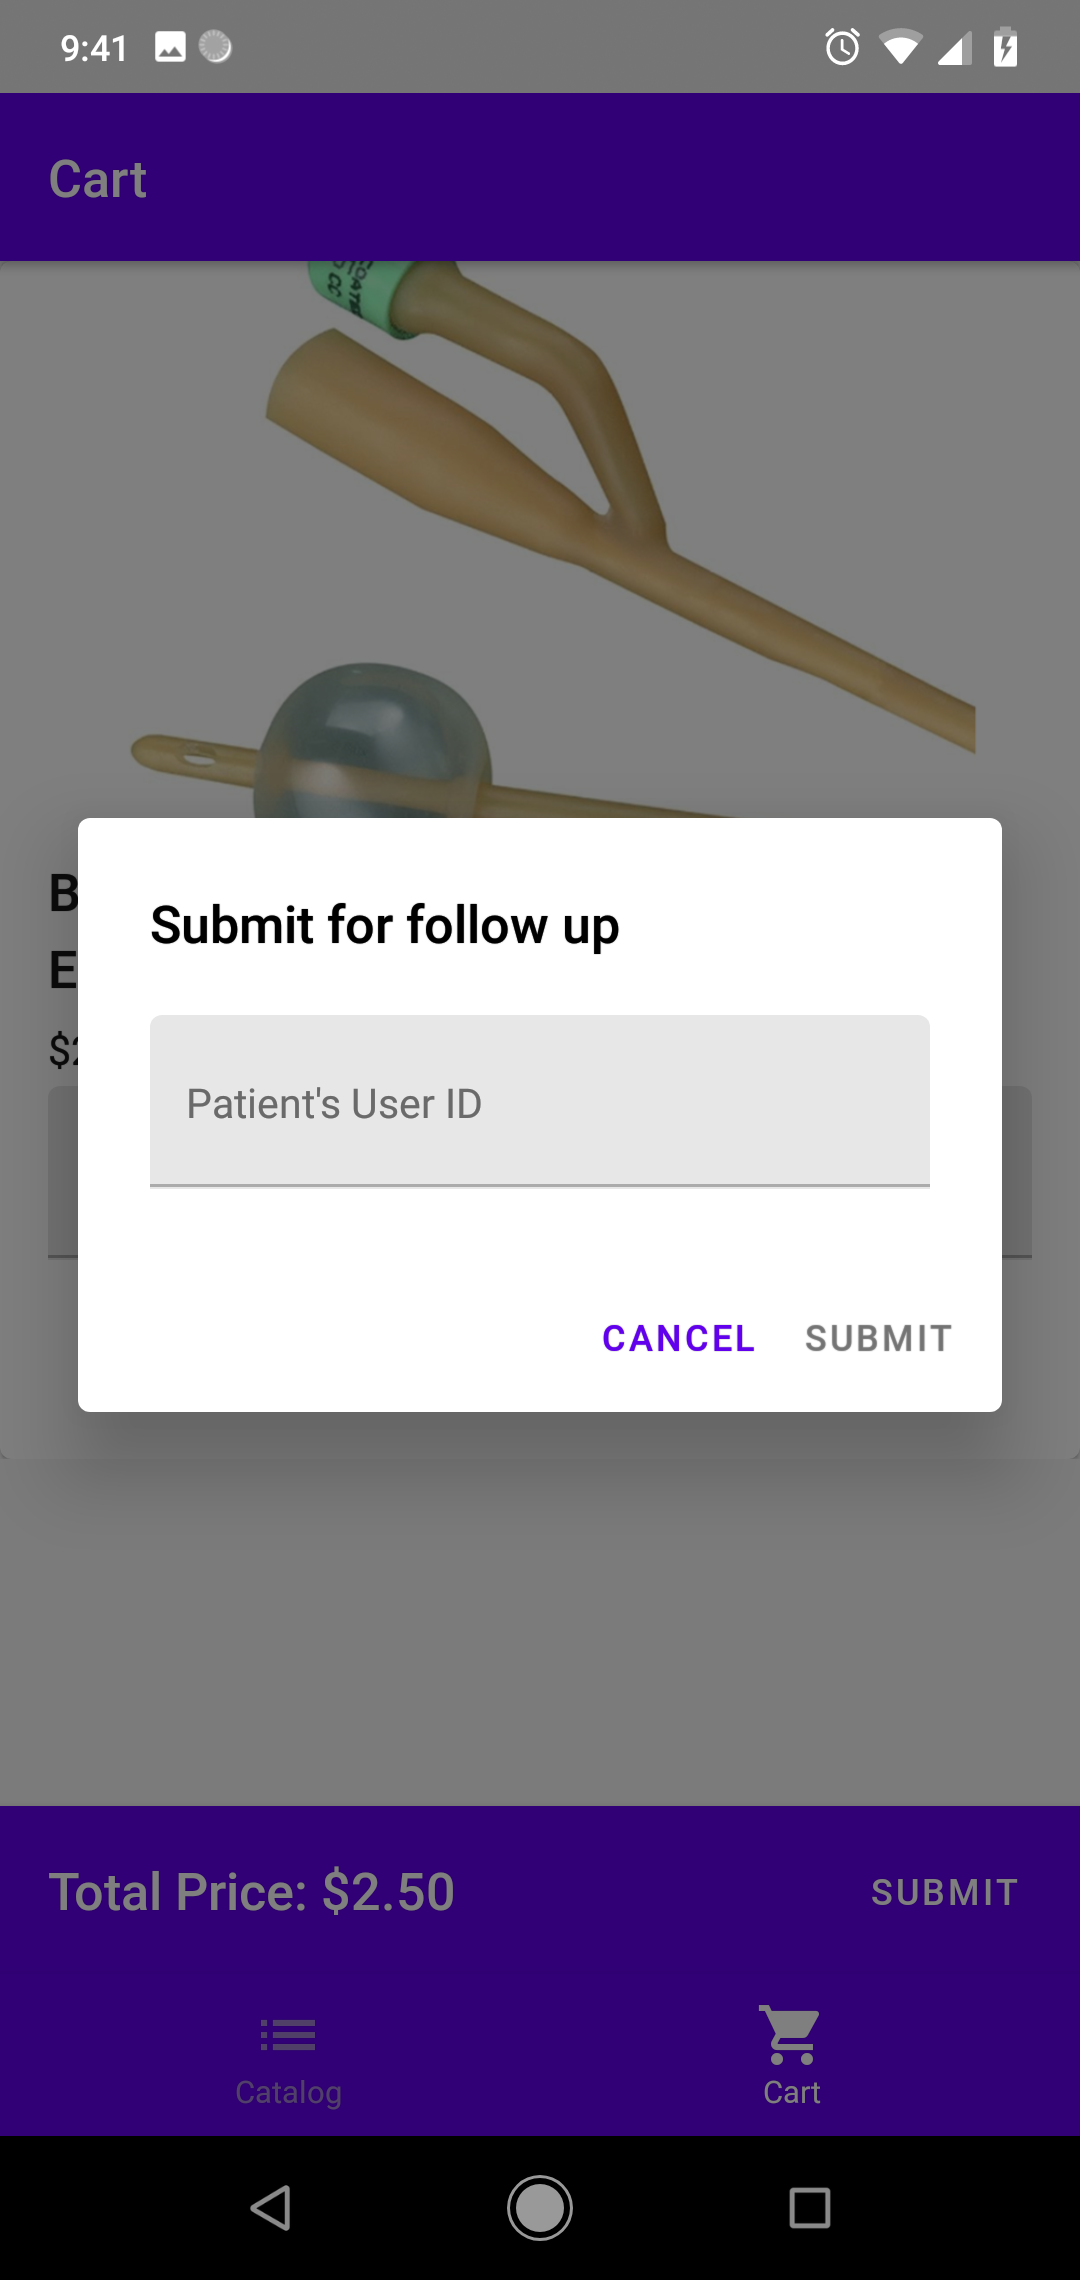 9:41
Cart
CC
Submit for follow up
Patient's User ID
CANCEL SUBMIT
Total Price: $2.50
SUBMIT
Catalog
Cart